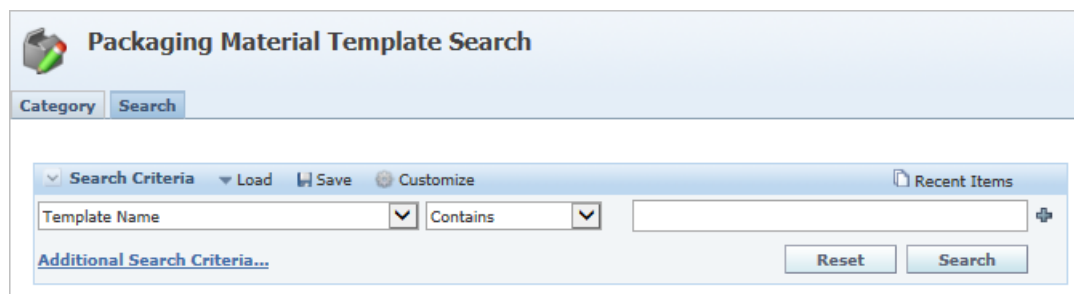 Packaging Material Template Search
Category Search
Search Criteria Load Save Customize Recent Items
Template Name Contains
Additional Search Criteria... Reset Search